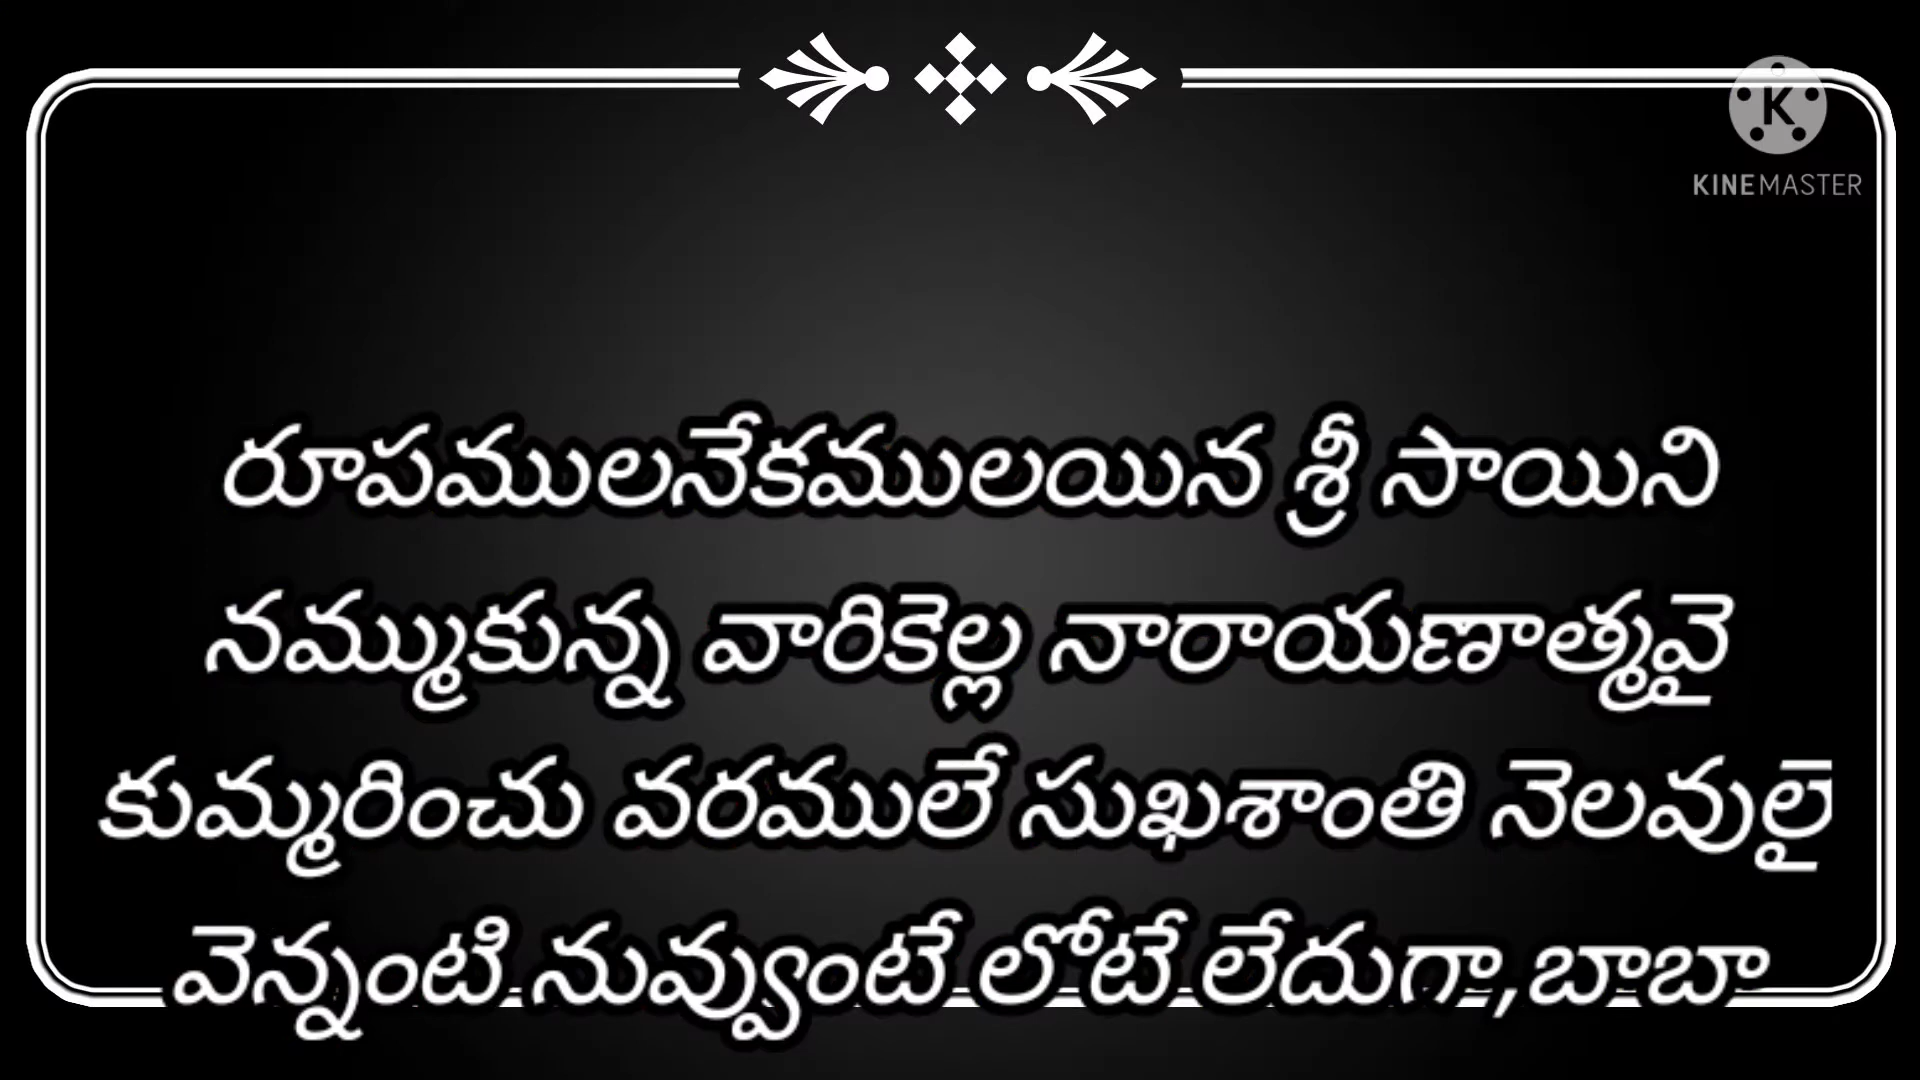 KINEMASTER
రూపములనేకములయిన శ్రీ సాయిని
నమ్ముకున్న వారికెల్ల నారాయణాత్మవై
కుమ్మరించు వరములే సుఖశాంతి నెలవులై
వెన్నంటి నువ్వుంటే లోటే లేదుగా,బాబా